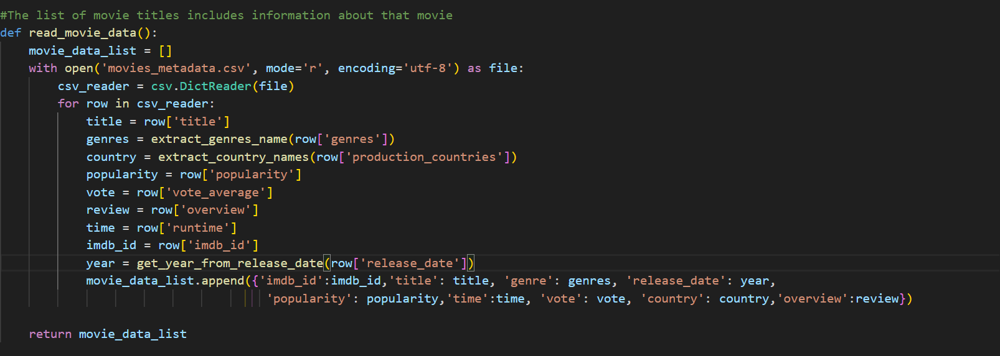 #The list of movie titles includes information about that movie
def read_movie_data():
    movie_data_list = []
    with open('movies_metadata.csv', mode='r', encoding='utf-8') as file:
        csv_reader = csv.DictReader(file)
        for row in csv_reader:
            title = row['title']
            genres = extract_genres_name(row['genres'])
            country = extract_country_names(row['production_countries'])
            popularity = row['popularity']
            vote = row['vote_average']
            review = row['overview']
            time = row['runtime']
            imdb_id = row['imdb_id']
            year = get_year_from_release_date(row['release_date'])
            movie_data_list.append({'imdb_id':imdb_id,'title': title, 'genre': genres, 'release_date': year,
                                     'popularity': popularity,'time':time, 'vote': vote, 'country': country,'overview':review})
    return movie_data_list